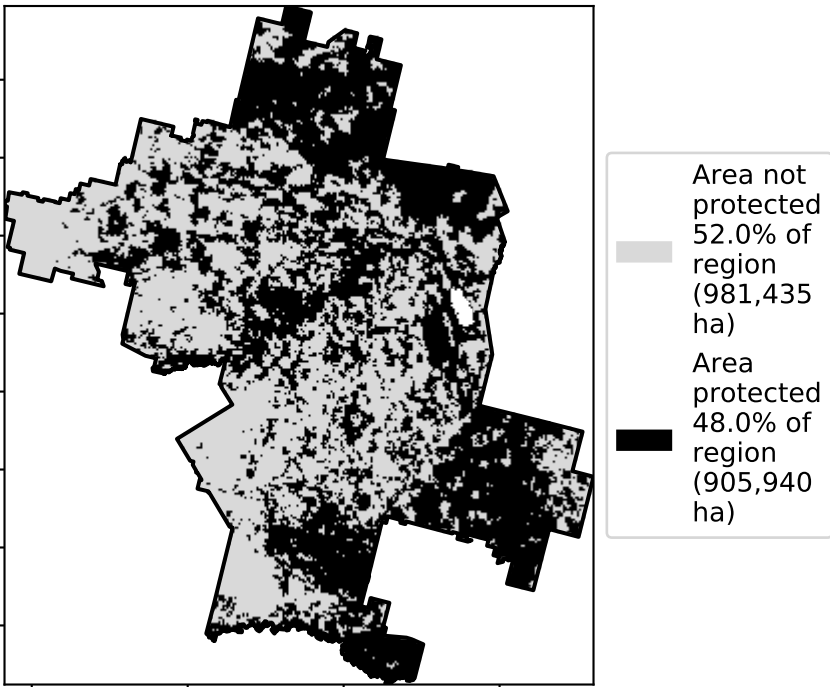 Area not
protected
52.0% of
region
(981,435
ha)
Area
protected
48.0% of
region
(905,940
ha)